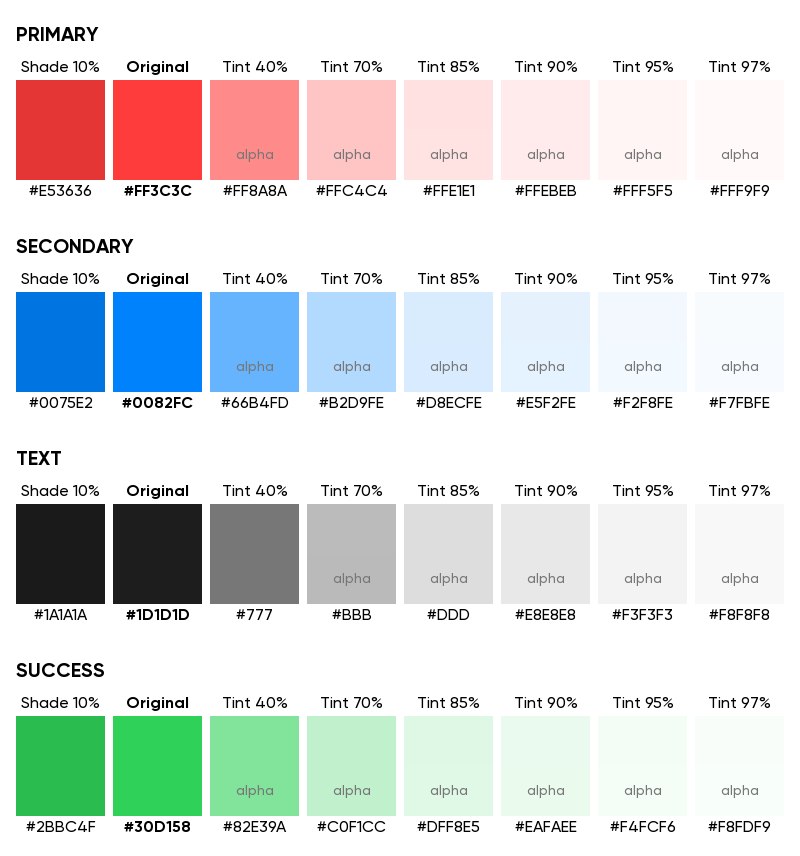 PRIMARY
Shade 10% Original Tint 40% Tint 70% Tint 85% Tint 90% Tint 95% Tint 97%
alpha alpha alpha alpha alpha alpha
#E53636 #FF3C3C #FF8A8A #FFC4C4 #FFE1E1 #FFEBEB #FFF5F5 #FFF9F9
SECONDARY
Shade 10% Original Tint 40% Tint 70% Tint 85% Tint 90% Tint 95% Tint 97%
alpha alpha alpha alpha alpha alpha
#0075E2 #0082FC #66B4FD #B2D9FE #D8ECFE #E5F2FE #F2F8FE #F7FBFE
TEXT
Shade 10% Original Tint 40% Tint 70% Tint 85% Tint 90% Tint 95% Tint 97%
alpha alpha alpha alpha alpha
#1A1A1A #1D1D1D #777 #BBB #DDD #E8E8E8 #F3F3F3 #F8F8F8
SUCCESS
Shade 10% Original Tint 40% Tint 70% Tint 85% Tint 90% Tint 95% Tint 97%
alpha alpha alpha alpha alpha alpha
#2BBC4F #30D158 #82E39A #C0F1CC #DFF8E5 #EAFAEE #F4FCF6 #F8FDF9